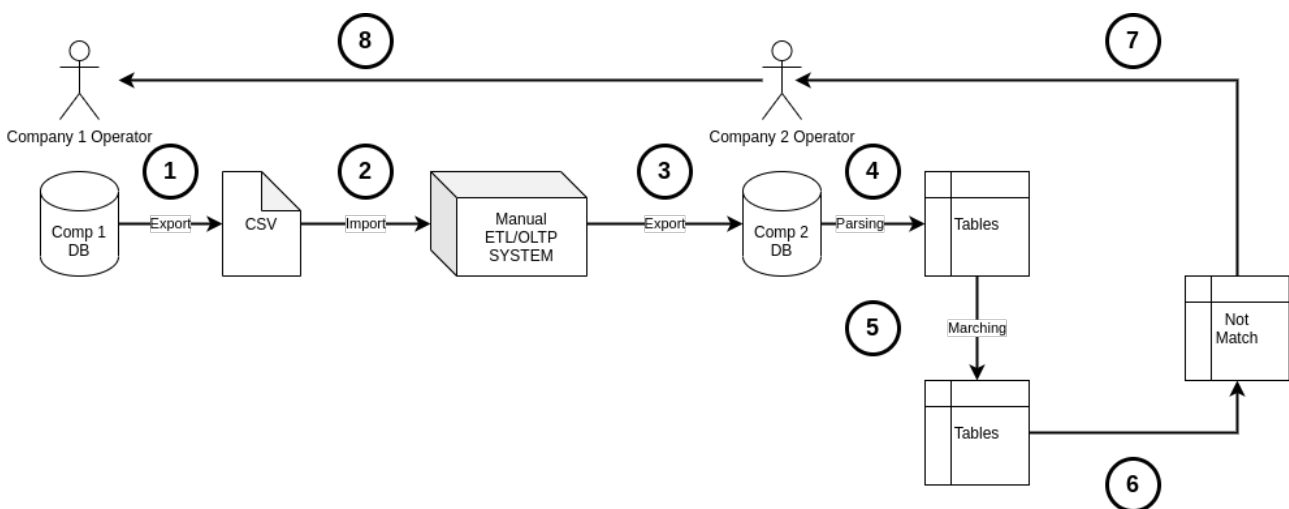 8
7
Company 1 Operator
Company 2 Operator
1
2
3
4
Comp 1
DB
Export
CSV
Import
Manual
ETL/OLTP
SYSTEM
Export
Comp 2
DB
Parsing
Tables
5
Marching
Not
Match
Tables
6